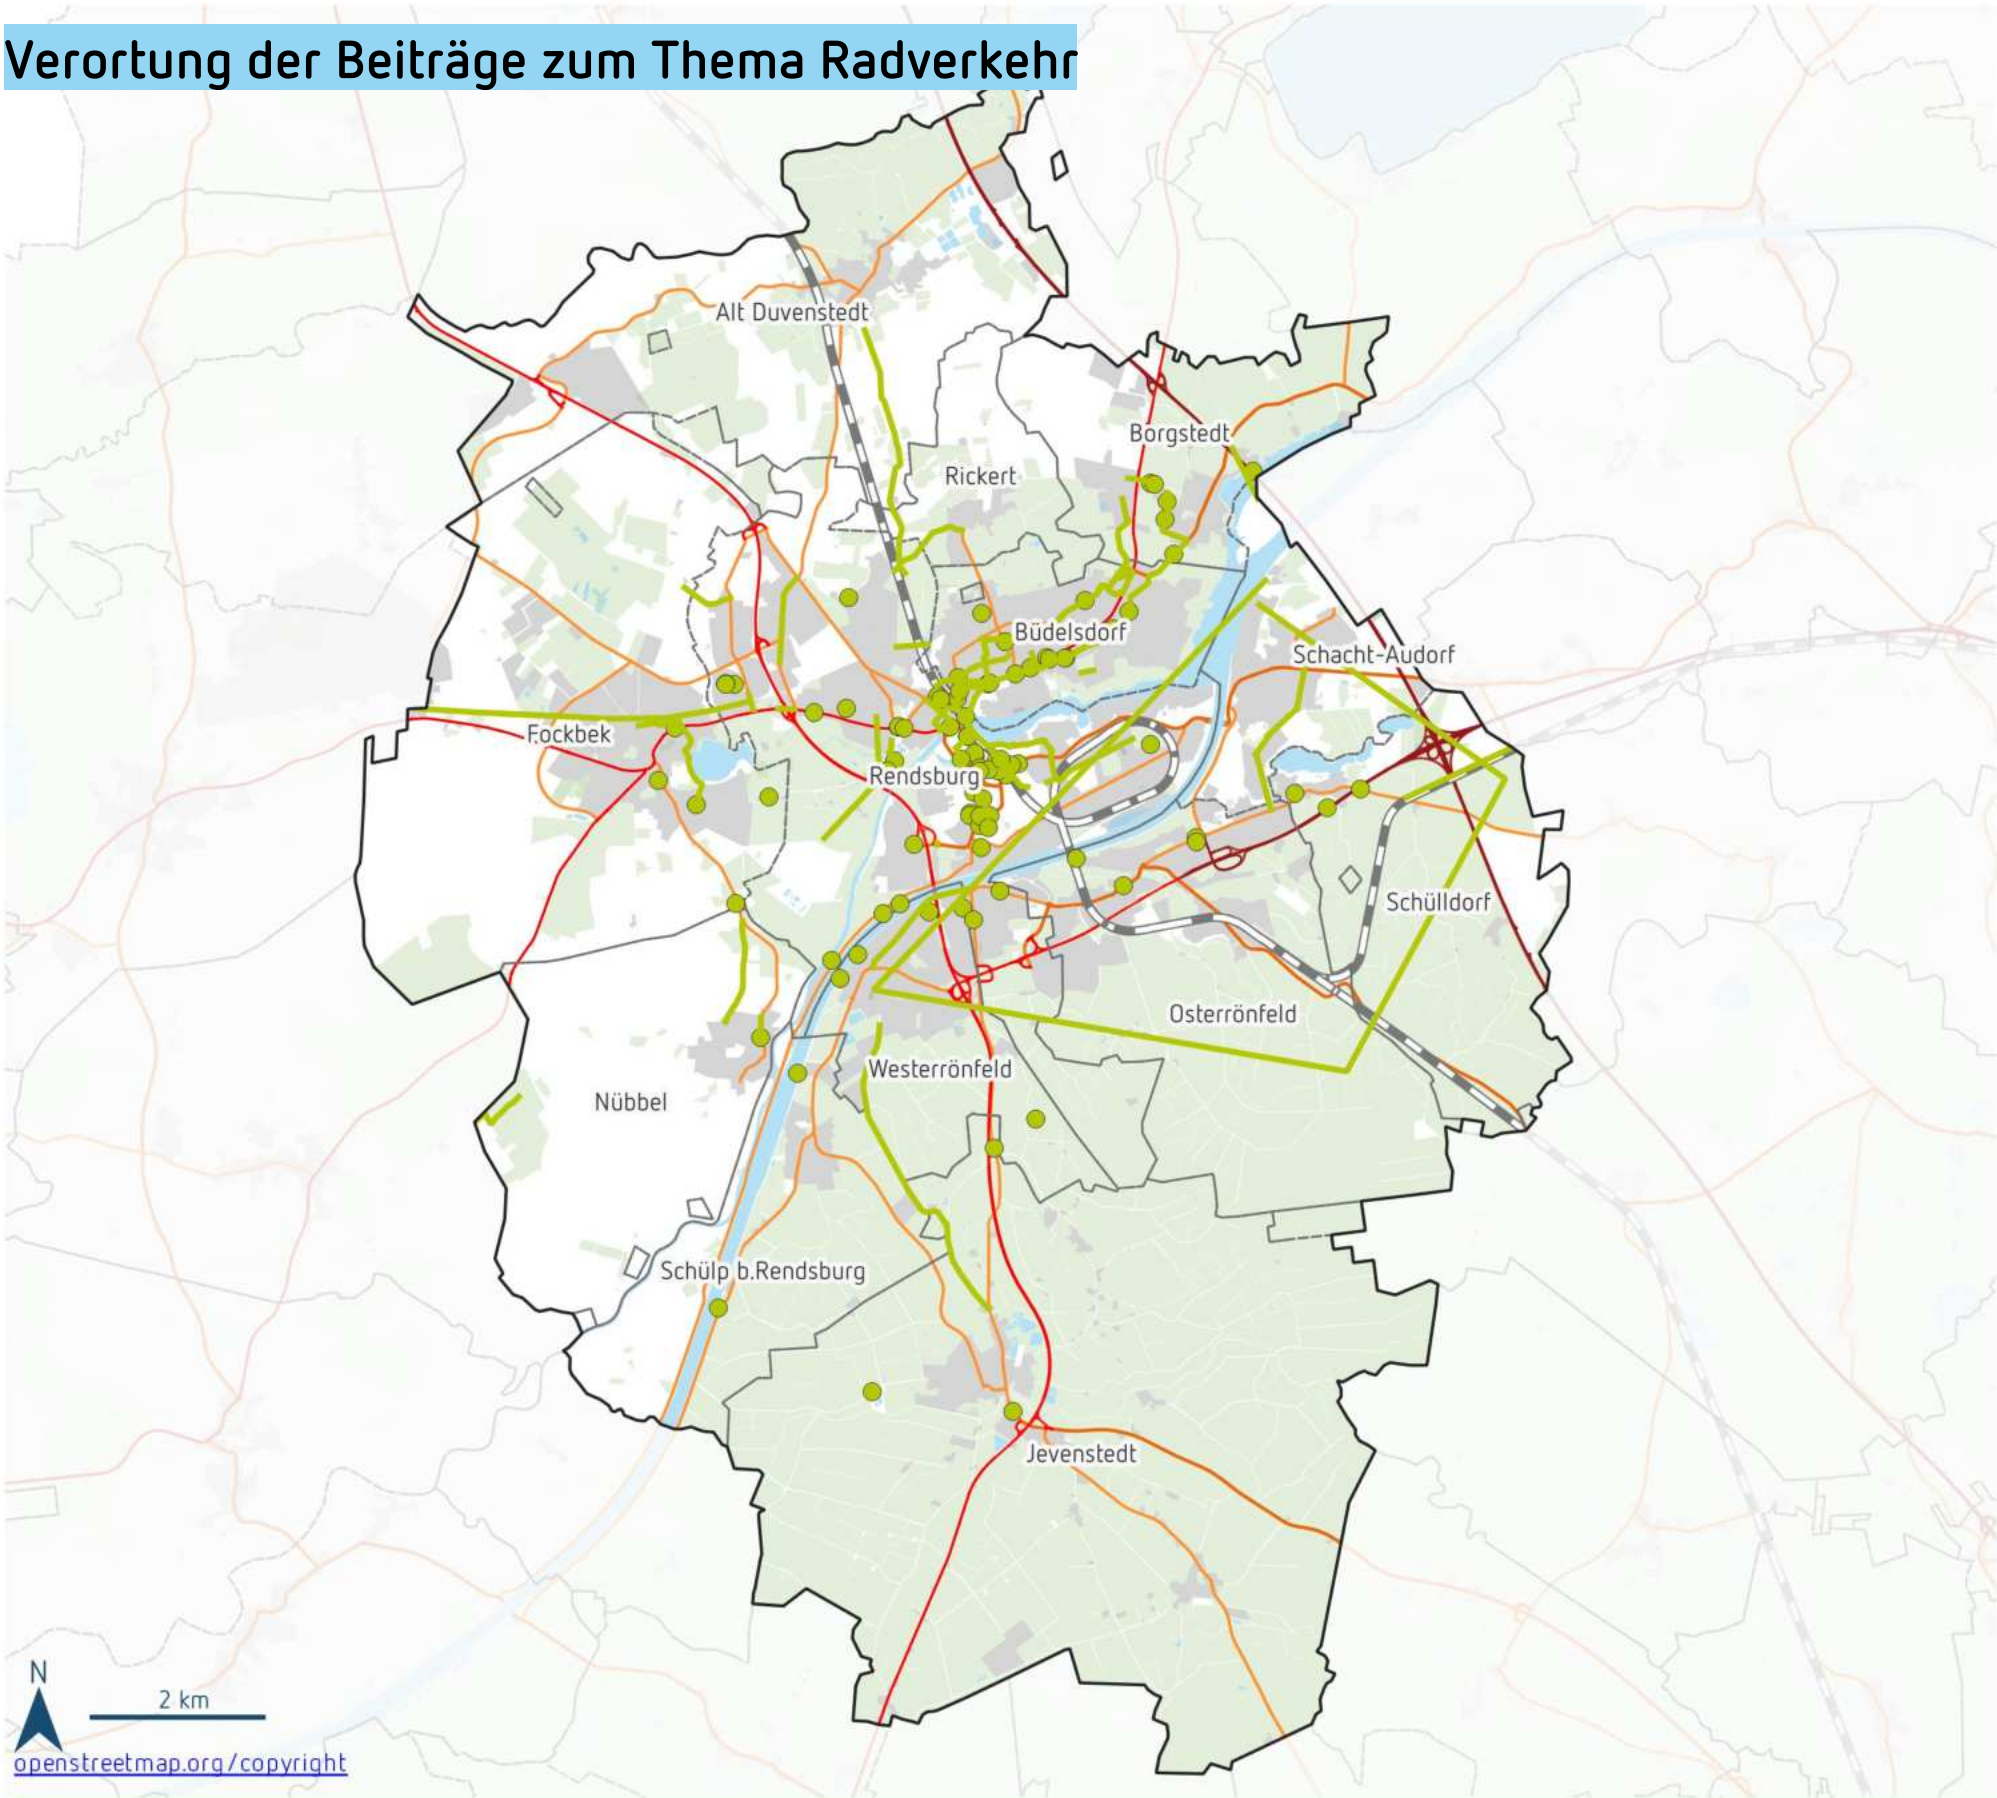 Verortung der Beiträge zum Thema Radverkehr
Alt Duvenstedt
Borgstedt
Rickert
Büdelsdorf
Schacht-Audorf
Fockbek
Rendsburg
Schülldorf
Osterrönfeld
Westerrönfeld
Nübbel
Schülp b.Rendsburg
Jevenstedt
N
2 km
openstreetmap.org/copyright